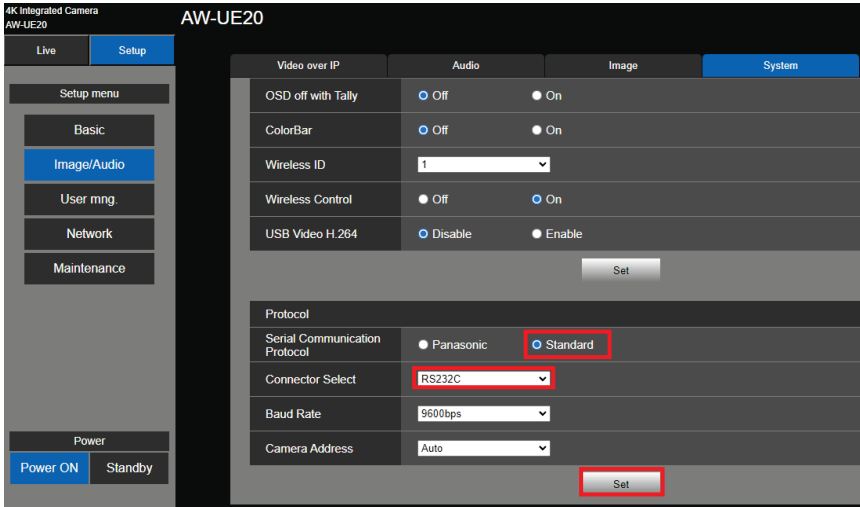 4K Integrated Camera
AW-UE20
AW-UE20
Live Setup
Setup menu
Basic
Image/Audio
User mng.
Network
Maintenance
Power
Power ON Standby
Video over IP Audio Image System
OSD off with Tally Off On
ColorBar Off On
Wireless ID 1
Wireless Control Off On
USB Video H.264 Disable Enable
Set
Protocol
Serial Communication
Protocol Panasonic Standard
Connector Select RS232C
Baud Rate 9600bps
Camera Address Auto
Set